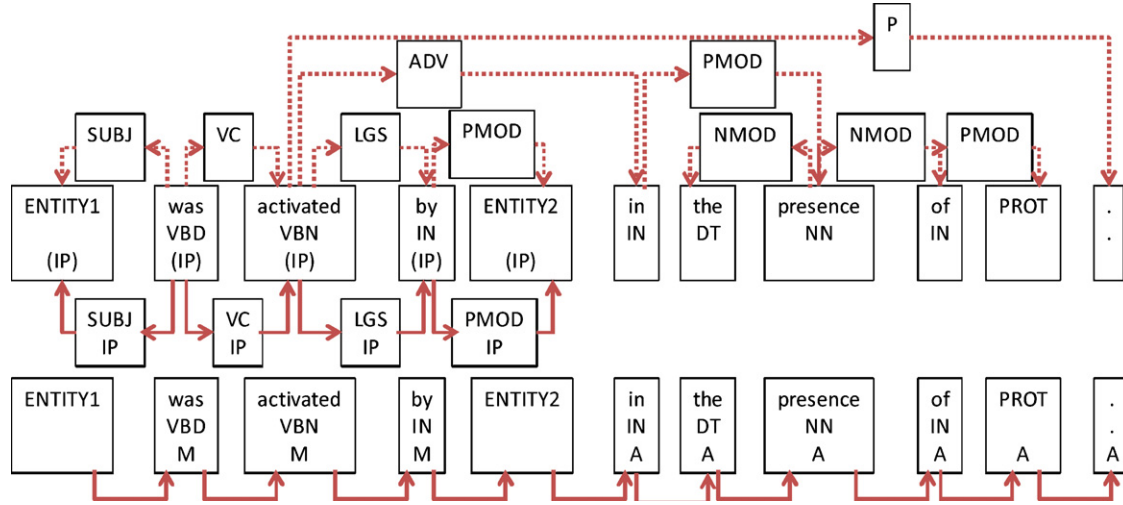 P
ADV PMOD
SUBJ VC LGS PMOD NMOD NMOD PMOD
ENTITY1 was activated by ENTITY2 in the presence of PROT .
VBD VBN IN IN DT NN IN .
(IP) (IP) (IP) (IP) (IP)
SUBJ VC LGS PMOD
IP IP IP IP
ENTITY1 was activated by ENTITY2 in the presence of PROT .
VBD VBN IN IN DT NN IN .
M M M A A A A A A